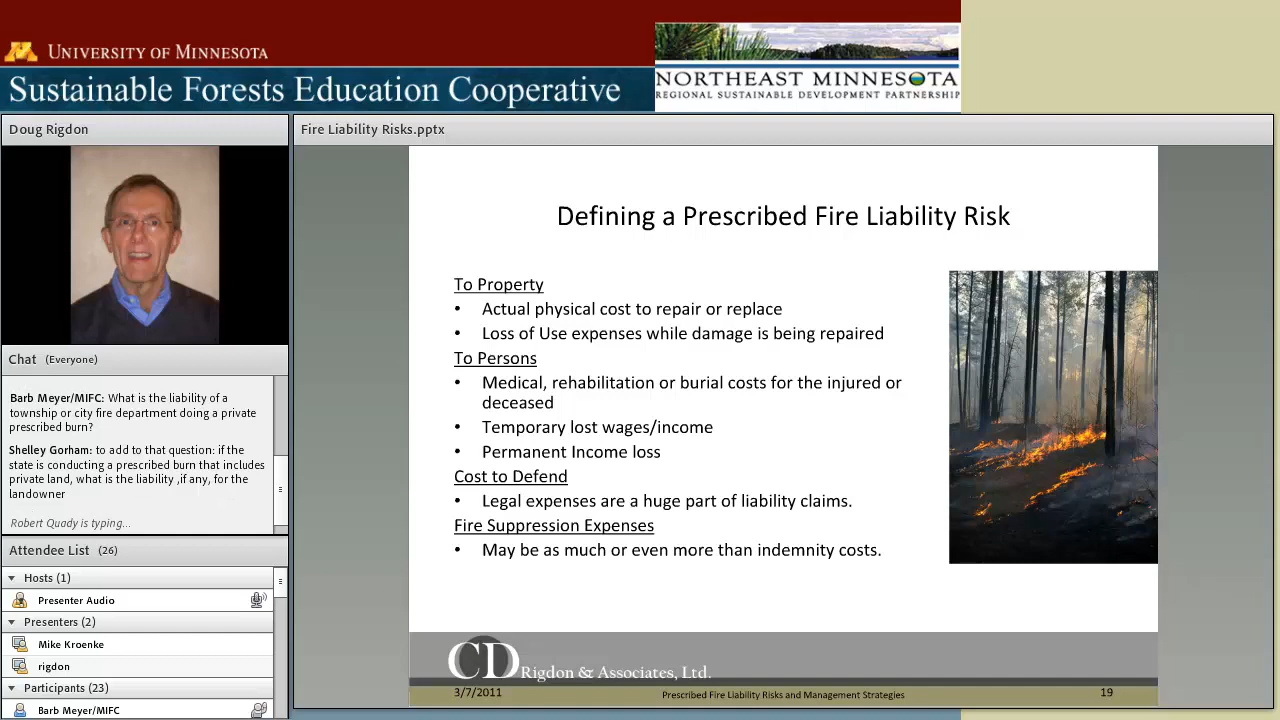 UNIVERSITY OF MINNESOTA
Sustainable Forests Education Cooperative
NORTHEAST MINNESOTA
REGIONAL SUSTAINABLE DEVELOPMENT PARTNERSHIP
Doug Rigdon
Chat (Everyone)
Barb Meyer/MIFC: What is the liability of a
township or city fire department doing a private
prescribed burn?
Shelley Gorham: to add to that question: if the
state is conducting a prescribed burn that includes
private land, what is the liability ,if any, for the
landowner
Robert Quady is typing...
Attendee List (26)
Hosts (1)
Presenter Audio
Presenters (2)
Mike Kroenke
rigdon
Participants (23)
Barb Meyer/MIFC
Fire Liability Risks.pptx
Defining a Prescribed Fire Liability Risk
To Property
• Actual physical cost to repair or replace
• Loss of Use expenses while damage is being repaired
To Persons
• Medical, rehabilitation or burial costs for the injured or
deceased
• Temporary lost wages/income
• Permanent Income loss
Cost to Defend
• Legal expenses are a huge part of liability claims.
Fire Suppression Expenses
• May be as much or even more than indemnity costs.
CD Rigdon & Associates, Ltd.
3/7/2011
Prescribed Fire Liability Risks and Management Strategies
19